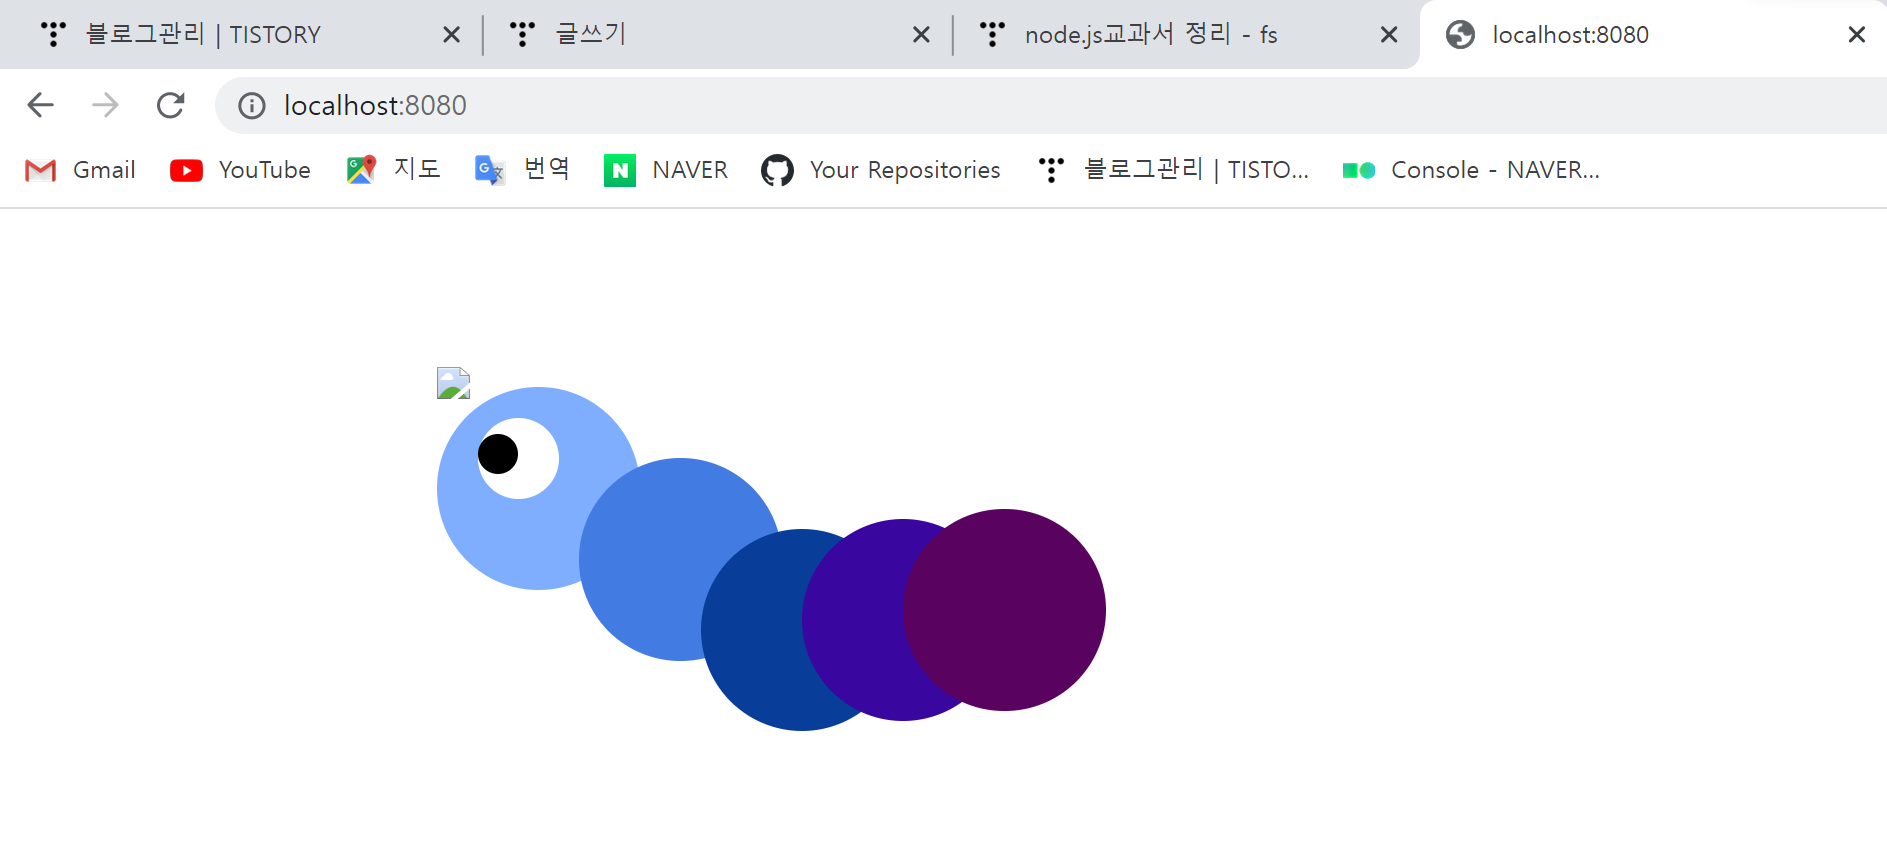 블로그관리 | TISTORY
글쓰기
node.js교과서 정리 - fs
localhost:8080
localhost:8080
Gmail
YouTube
지도
번역
NAVER
Your Repositories
블로그관리 | TISTO...
Console - NAVER...